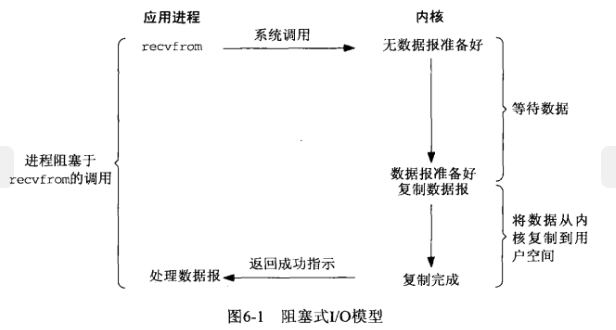 应用进程
内核
recvfrom
系统调用
无数据报准备好
等待数据
进程阻塞于
recvfrom的调用
数据报准备好
复制数据报
将数据从内
核复制到用
户空间
处理数据报
返回成功指示
复制完成
图6-1 阻塞式I/O模型